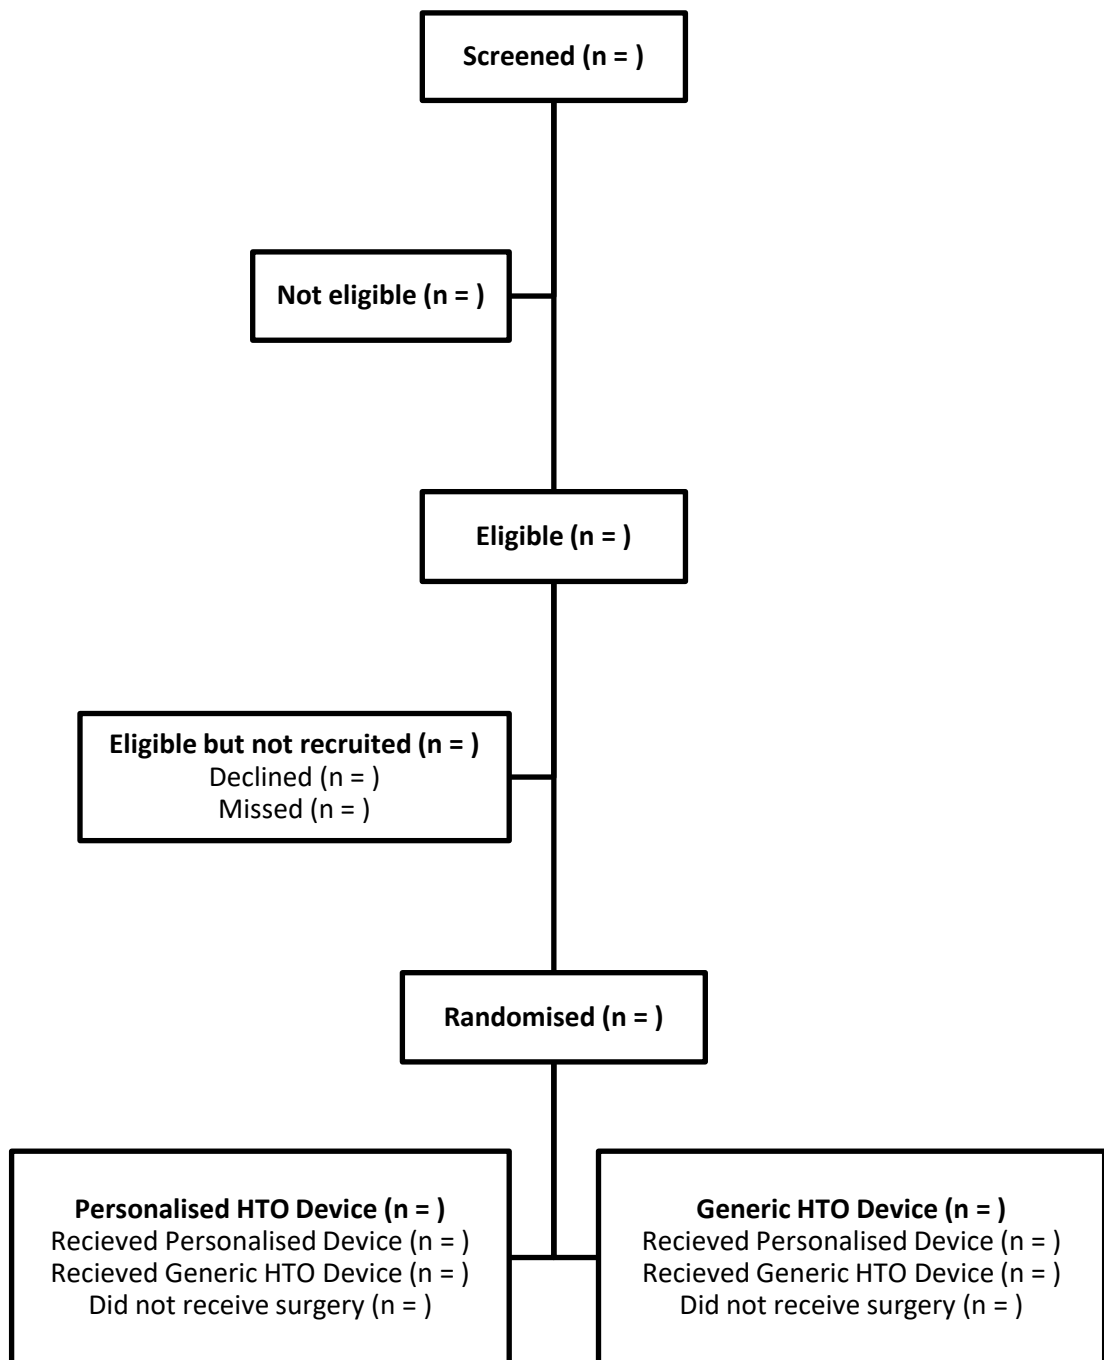 Screened (n = )
Not eligible (n = )
Eligible (n = )
Eligible but not recruited (n = )
Declined (n = )
Missed (n = )
Randomised (n = )
Personalised HTO Device (n = )
Recieved Personalised Device (n = )
Recieved Generic HTO Device (n = )
Did not receive surgery (n = )
Generic HTO Device (n = )
Recieved Personalised Device (n = )
Recieved Generic HTO Device (n = )
Did not receive surgery (n = )